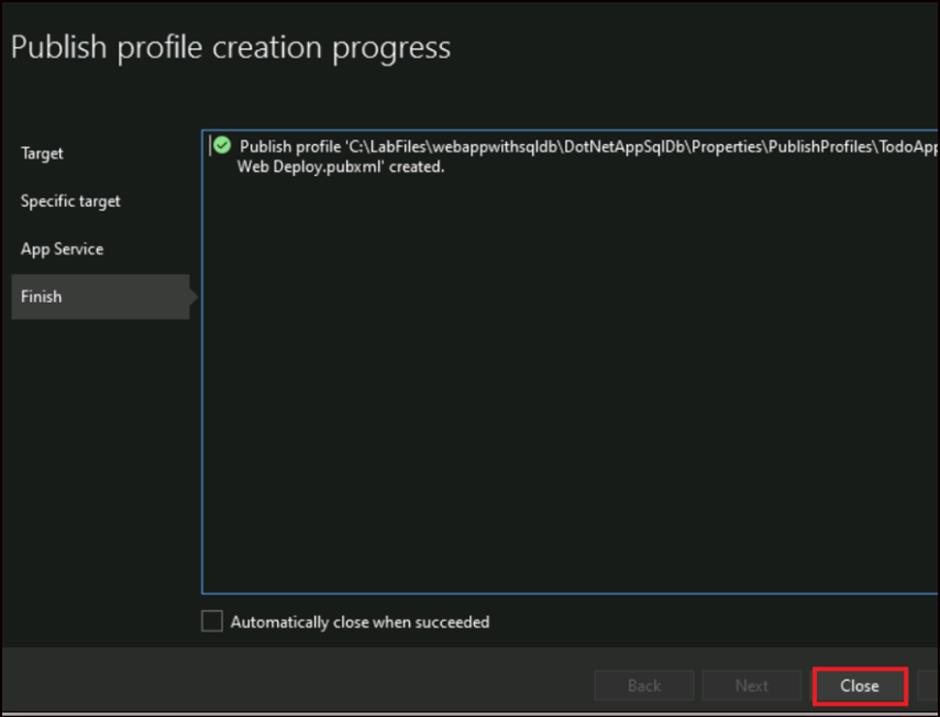 Publish profile creation progress
Target
Specific target
App Service
Finish
Publish profile 'C:\LabFiles\webappwithsqldb\DotNetAppSqlDb\Properties\PublishProfiles\TodoApp
Web Deploy.pubxml' created.
Automatically close when succeeded
Back
Next
Close